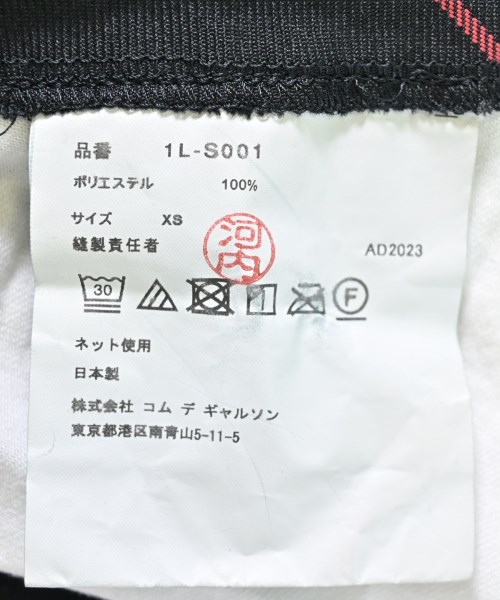 品番 1L-S001
ポリエステル 100%
サイズ XS
縫製責任者 河内
AD2023
30 F
ネット使用
日本製
株式会社 コム デ ギャルソン
東京都港区南青山5-11-5